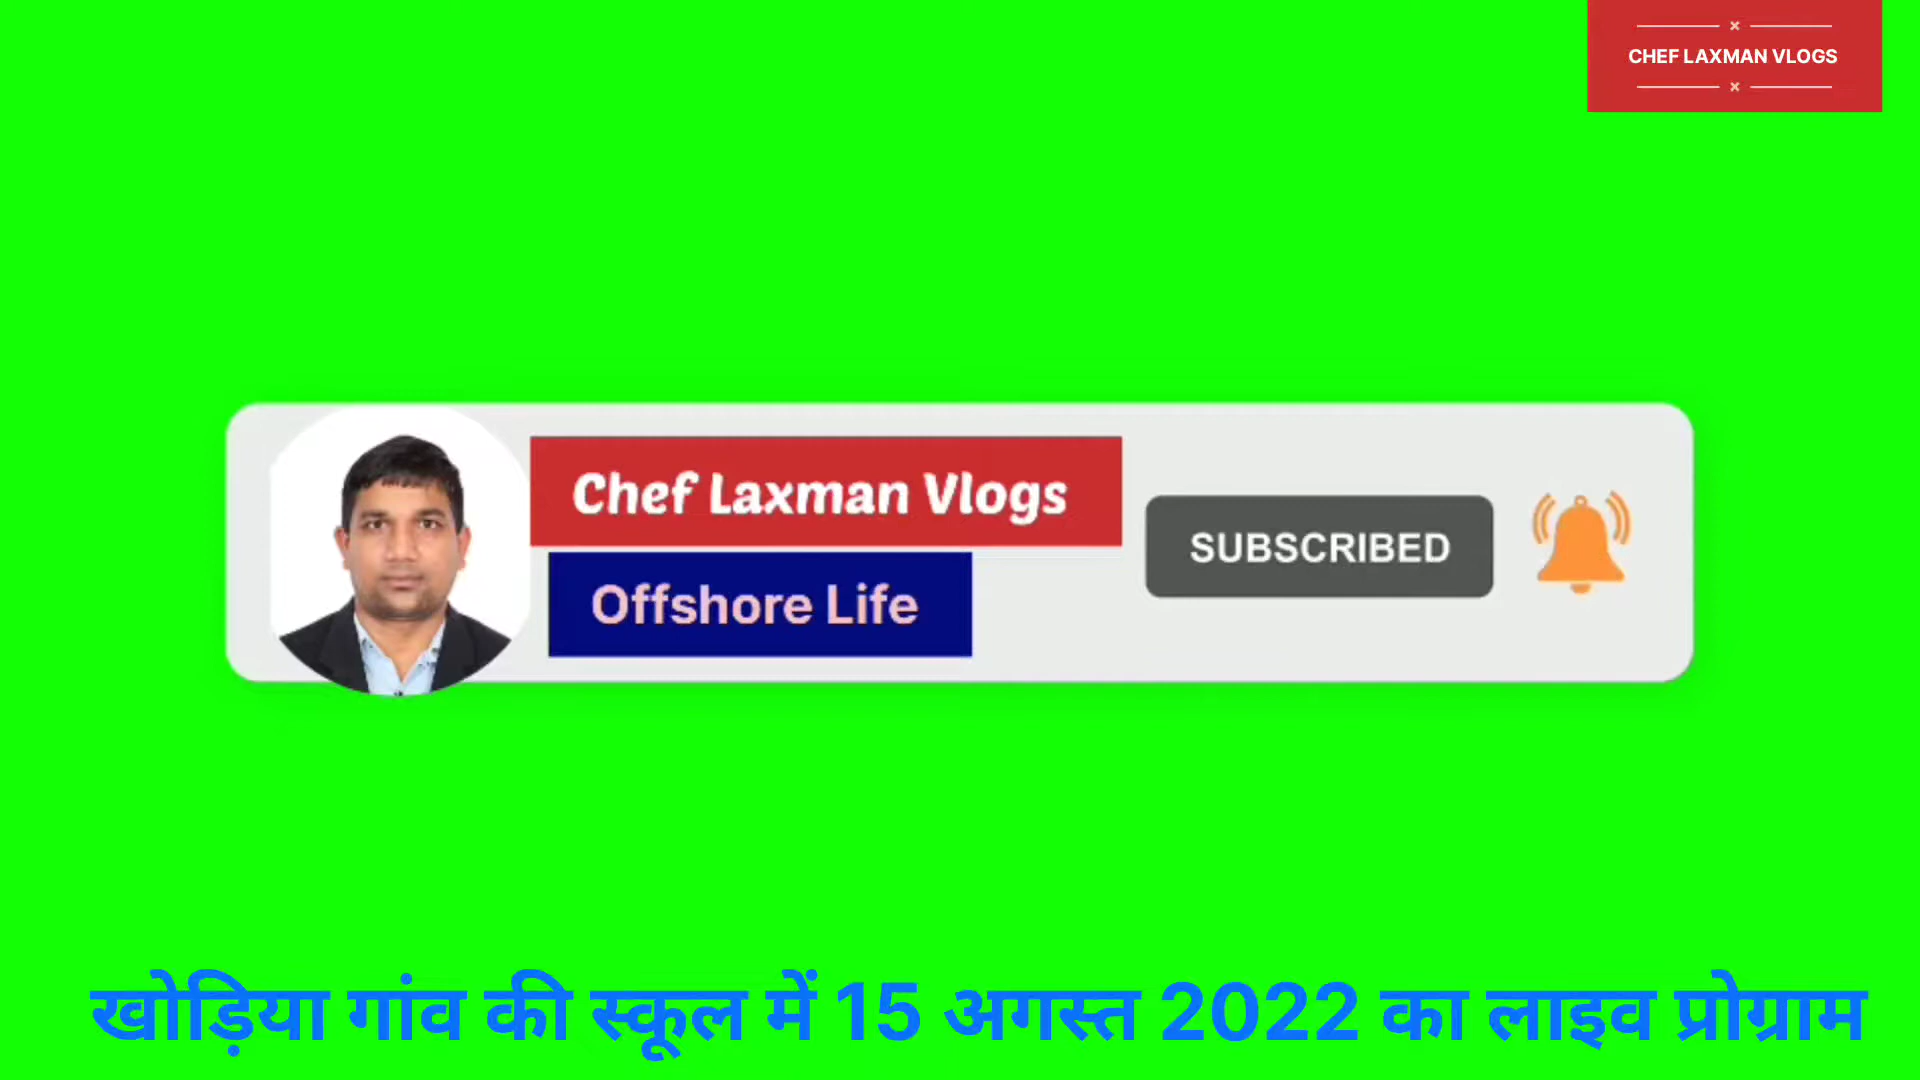 CHEF LAXMAN VLOGS
Chef Laxman Vlogs
Offshore Life
SUBSCRIBED
खोड़िया गांव की स्कूल में 15 अगस्त 2022 का लाइव प्रोग्राम